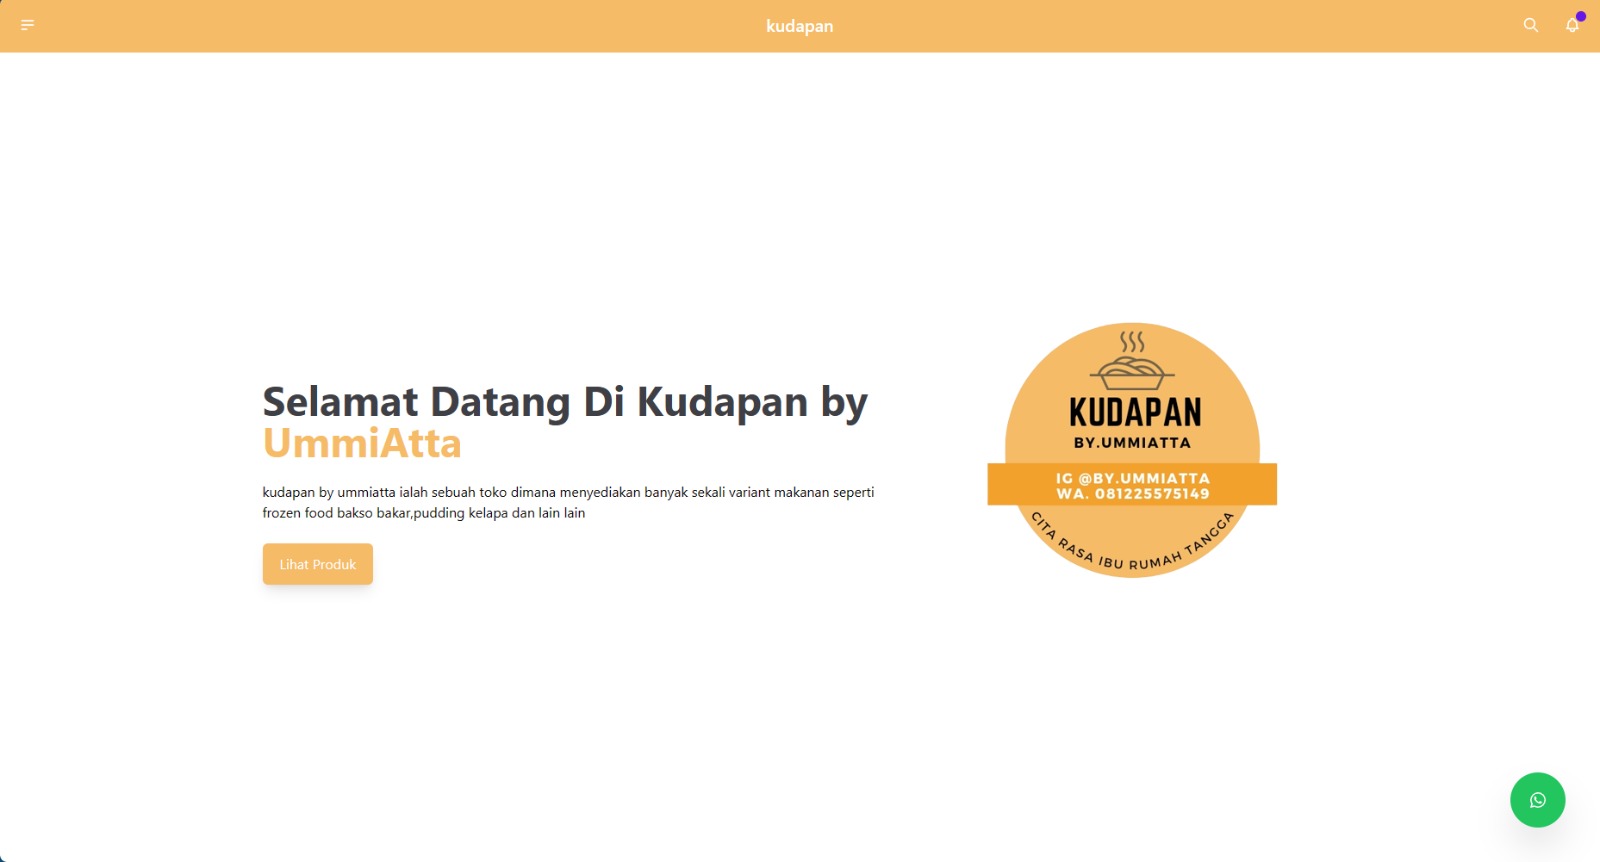 kudapan
Selamat Datang Di Kudapan by
UmmiAtta
kudapan by ummiatta ialah sebuah toko dimana menyediakan banyak sekali variant makanan seperti
frozen food bakso bakar,pudding kelapa dan lain lain
Lihat Produk
KUDAPAN
BY.UMMIATTA
IG @BY.UMMIATTA
WA. 081225575149
CITA RASA IBU RUMAH TANGGA